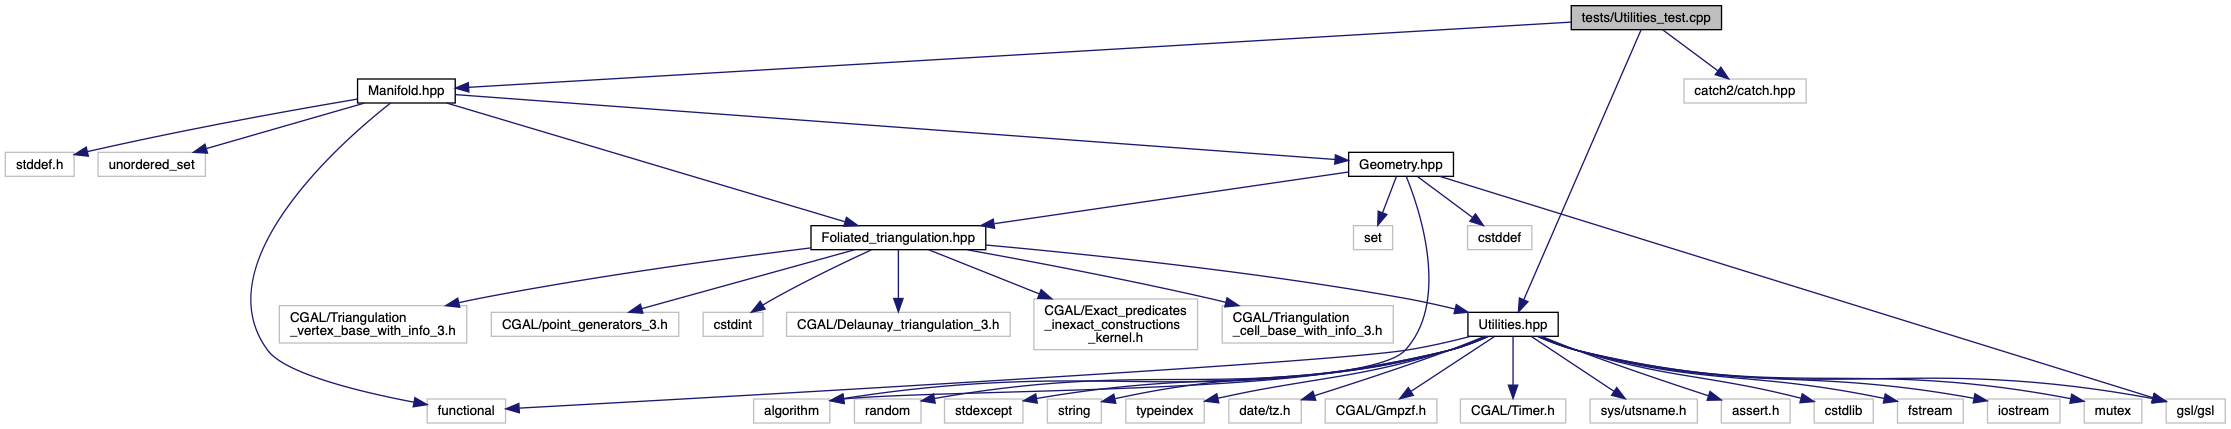 tests/Utilities_test.cpp
Manifold.hpp
catch2/catch.hpp
stddef.h
unordered_set
Geometry.hpp
Foliated_triangulation.hpp
set
cstddef
CGAL/Triangulation
_vertex_base_with_info_3.h
CGAL/point_generators_3.h
cstdint
CGAL/Delaunay_triangulation_3.h
CGAL/Exact_predicates
_inexact_constructions
_kernel.h
CGAL/Triangulation
_cell_base_with_info_3.h
Utilities.hpp
functional
algorithm
random
stdexcept
string
typeindex
date/tz.h
CGAL/Gmpzf.h
CGAL/Timer.h
sys/utsname.h
assert.h
cstdlib
fstream
iostream
mutex
gsl/gsl